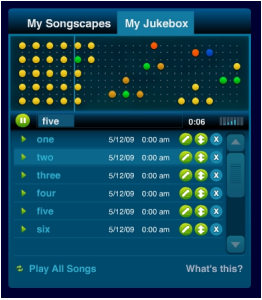 My Songscapes My Jukebox
five 0:06
one 5/12/09 0:00 am X
two 5/12/09 0:00 am X
three 5/12/09 0:00 am X
four 5/12/09 0:00 am X
five 5/12/09 0:00 am X
six 5/12/09 0:00 am X
Play All Songs What's this?